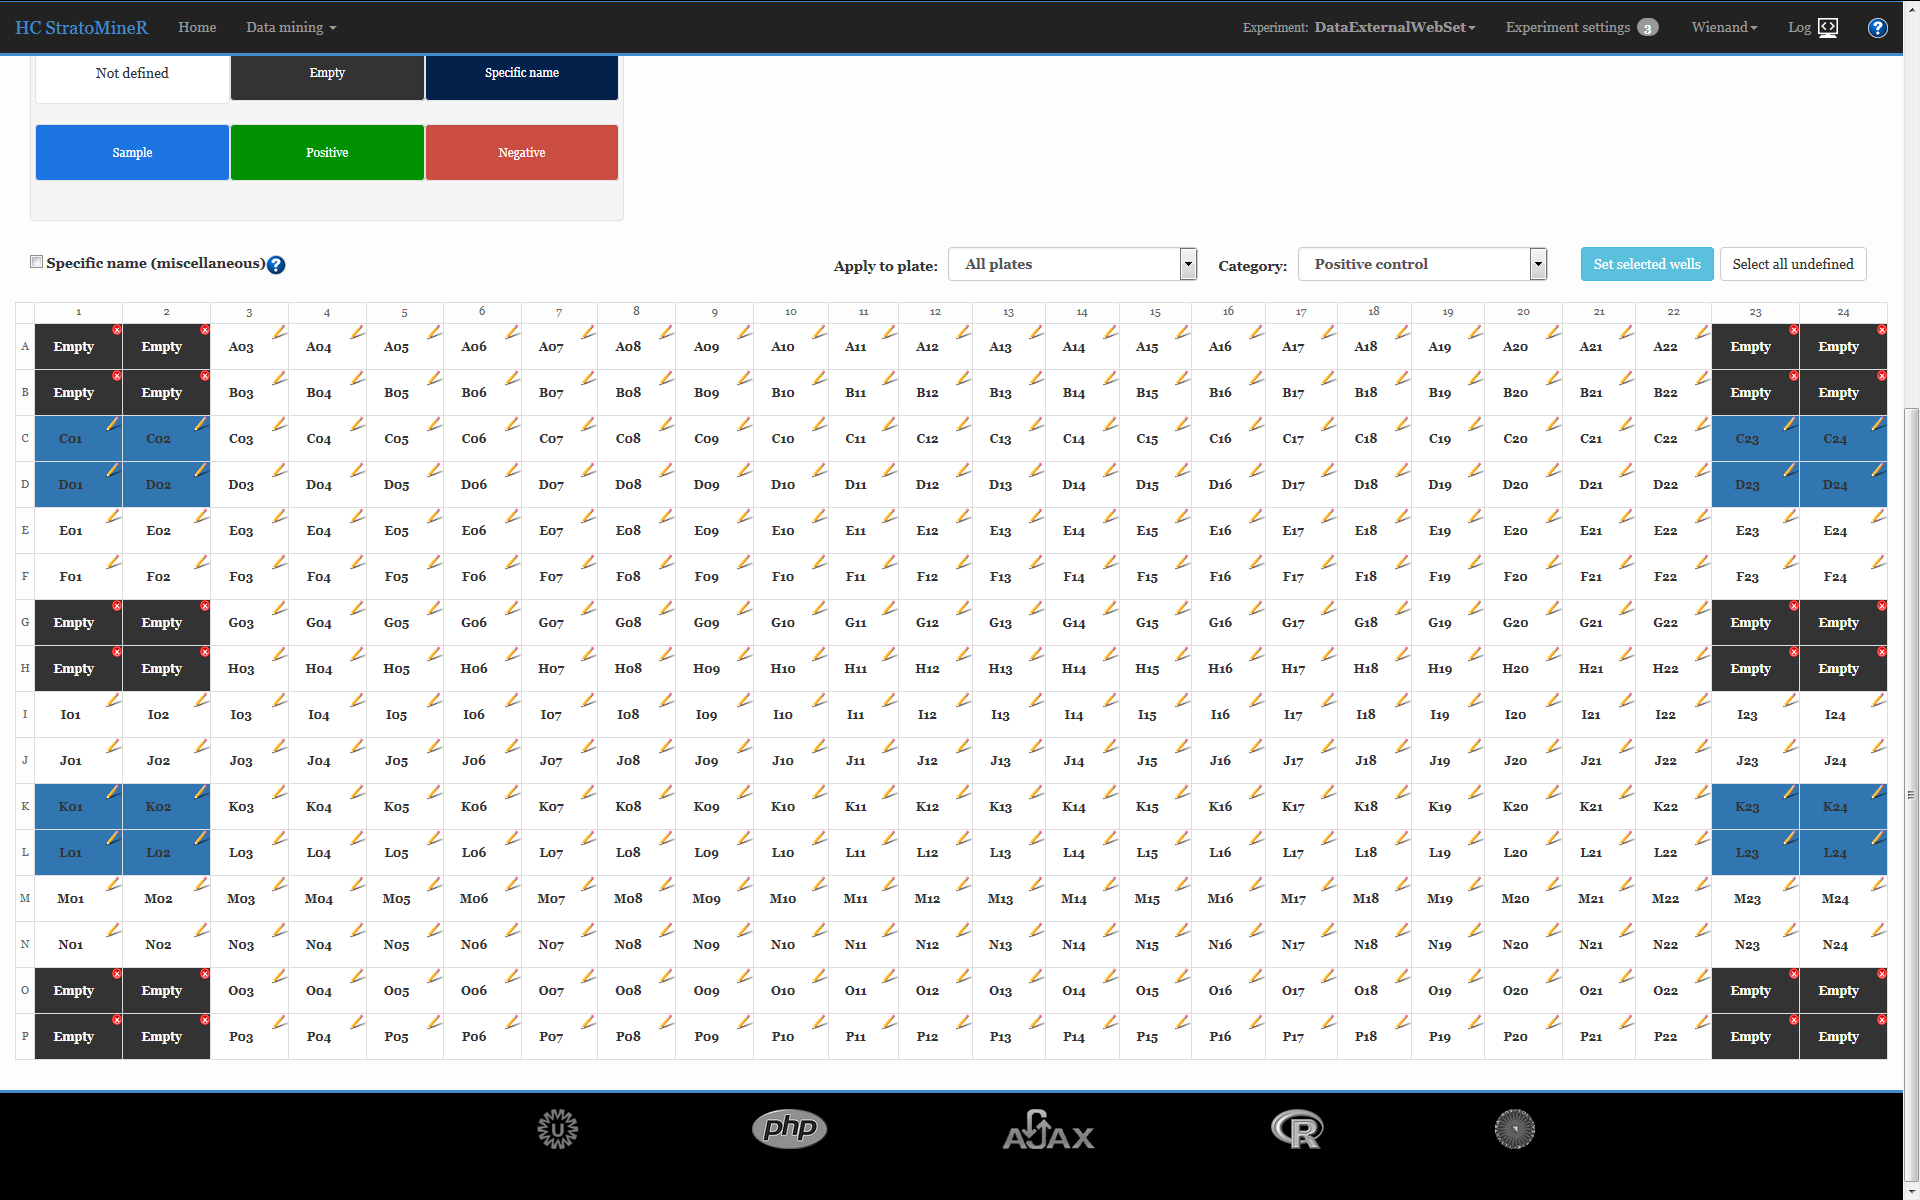 HC StratoMineR Home Data mining Experiment: DataExternalWebSet Experiment settings 3 Wienand Log ?
Not defined Empty Specific name
Sample Positive Negative
Specific name (miscellaneous) ? Apply to plate: All plates Category: Positive control Set selected wells Select all undefined
1 2 3 4 5 6 7 8 9 10 11 12 13 14 15 16 17 18 19 20 21 22 23 24
A Empty Empty A03 A04 A05 A06 A07 A08 A09 A10 A11 A12 A13 A14 A15 A16 A17 A18 A19 A20 A21 A22 Empty Empty
B Empty Empty B03 B04 B05 B06 B07 B08 B09 B10 B11 B12 B13 B14 B15 B16 B17 B18 B19 B20 B21 B22 Empty Empty
C C01 C02 C03 C04 C05 C06 C07 C08 C09 C10 C11 C12 C13 C14 C15 C16 C17 C18 C19 C20 C21 C22 C23 C24
D D01 D02 D03 D04 D05 D06 D07 D08 D09 D10 D11 D12 D13 D14 D15 D16 D17 D18 D19 D20 D21 D22 D23 D24
E E01 E02 E03 E04 E05 E06 E07 E08 E09 E10 E11 E12 E13 E14 E15 E16 E17 E18 E19 E20 E21 E22 E23 E24
F F01 F02 F03 F04 F05 F06 F07 F08 F09 F10 F11 F12 F13 F14 F15 F16 F17 F18 F19 F20 F21 F22 F23 F24
G Empty Empty G03 G04 G05 G06 G07 G08 G09 G10 G11 G12 G13 G14 G15 G16 G17 G18 G19 G20 G21 G22 Empty Empty
H Empty Empty H03 H04 H05 H06 H07 H08 H09 H10 H11 H12 H13 H14 H15 H16 H17 H18 H19 H20 H21 H22 Empty Empty
I I01 I02 I03 I04 I05 I06 I07 I08 I09 I10 I11 I12 I13 I14 I15 I16 I17 I18 I19 I20 I21 I22 I23 I24
J J01 J02 J03 J04 J05 J06 J07 J08 J09 J10 J11 J12 J13 J14 J15 J16 J17 J18 J19 J20 J21 J22 J23 J24
K K01 K02 K03 K04 K05 K06 K07 K08 K09 K10 K11 K12 K13 K14 K15 K16 K17 K18 K19 K20 K21 K22 K23 K24
L L01 L02 L03 L04 L05 L06 L07 L08 L09 L10 L11 L12 L13 L14 L15 L16 L17 L18 L19 L20 L21 L22 L23 L24
M M01 M02 M03 M04 M05 M06 M07 M08 M09 M10 M11 M12 M13 M14 M15 M16 M17 M18 M19 M20 M21 M22 M23 M24
N N01 N02 N03 N04 N05 N06 N07 N08 N09 N10 N11 N12 N13 N14 N15 N16 N17 N18 N19 N20 N21 N22 N23 N24
O Empty Empty O03 O04 O05 O06 O07 O08 O09 O10 O11 O12 O13 O14 O15 O16 O17 O18 O19 O20 O21 O22 Empty Empty
P Empty Empty P03 P04 P05 P06 P07 P08 P09 P10 P11 P12 P13 P14 P15 P16 P17 P18 P19 P20 P21 P22 Empty Empty
U php AJAX R